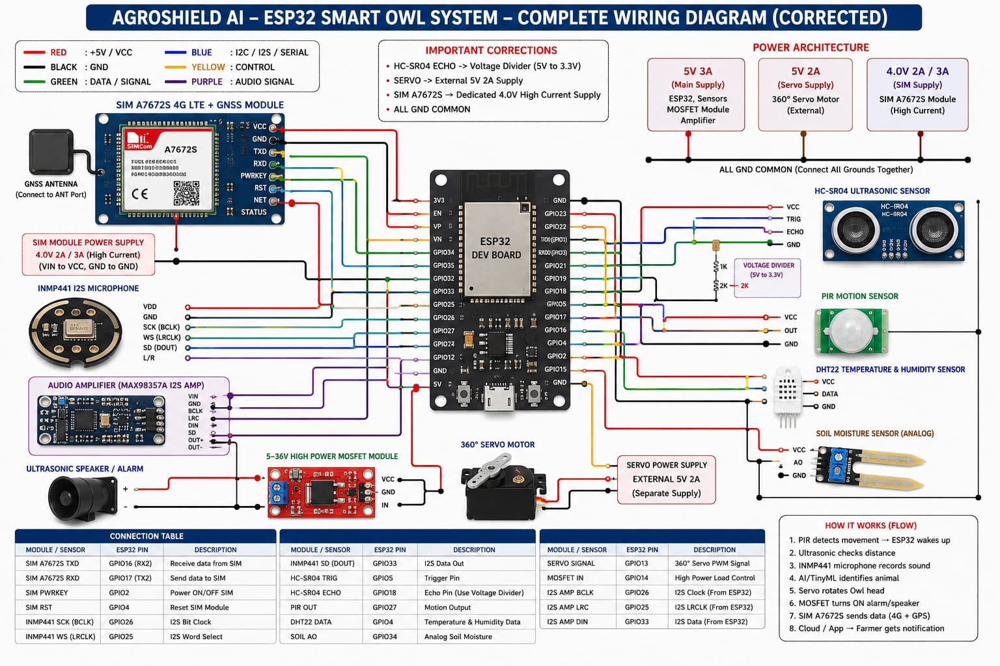 AGROSHIELD AI – ESP32 SMART OWL SYSTEM – COMPLETE WIRING DIAGRAM (CORRECTED)
RED : +5V / VCC
BLACK : GND
GREEN : DATA / SIGNAL
BLUE : I2C / I2S / SERIAL
YELLOW : CONTROL
PURPLE : AUDIO SIGNAL
IMPORTANT CORRECTIONS
• HC-SR04 ECHO -> Voltage Divider (5V to 3.3V)
• SERVO -> External 5V 2A Supply
• SIM A7672S → Dedicated 4.0V High Current Supply
• ALL GND COMMON
POWER ARCHITECTURE
5V 3A
(Main Supply)
ESP32, Sensors
MOSFET Module
Amplifier
5V 2A
(Servo Supply)
360° Servo Motor
(External)
4.0V 2A / 3A
(SIM Supply)
SIM A7672S Module
(High Current)
ALL GND COMMON (Connect All Grounds Together)
SIM A7672S 4G LTE + GNSS MODULE
SIMCom
A7672S
VCC
GND
TXD
RXD
PWRKEY
RST
NET
STATUS
GNSS ANTENNA
(Connect to ANT Port)
SIM MODULE POWER SUPPLY
4.0V 2A / 3A (High Current)
(VIN to VCC, GND to GND)
INMP441 I2S MICROPHONE
VDD
GND
SCK (BCLK)
WS (LRCLK)
SD (DOUT)
L/R
AUDIO AMPLIFIER (MAX98357A I2S AMP)
VIN
GND
BCLK
LRC
DIN
SD
OUT+
OUT-
ULTRASONIC SPEAKER / ALARM
+
-
5–36V HIGH POWER MOSFET MODULE
VCC
GND
IN
ESP32
DEV BOARD
3V3
EN
VP
VN
GPIO34
GPIO35
GPIO32
GPIO33
GPIO25
GPIO26
GPIO27
GPIO12
GND
5V
GND
GPIO23
GPIO22
GPIO21
GPIO19
GPIO18
GPIO5
GPIO17
GPIO16
GPIO4
GPIO2
GPIO15
GND
360° SERVO MOTOR
SERVO POWER SUPPLY
EXTERNAL 5V 2A
(Separate Supply)
HC-SR04 ULTRASONIC SENSOR
VCC
TRIG
ECHO
GND
HC-SR04
HC-SR04
1K
2K
2K
VOLTAGE DIVIDER
(5V to 3.3V)
PIR MOTION SENSOR
VCC
OUT
GND
DHT22 TEMPERATURE & HUMIDITY SENSOR
VCC
DATA
GND
SOIL MOISTURE SENSOR (ANALOG)
VCC
AO
GND
CONNECTION TABLE
MODULE / SENSOR ESP32 PIN DESCRIPTION
SIM A7672S TXD GPIO16 (RX2) Receive data from SIM
SIM A7672S RXD GPIO17 (TX2) Send data to SIM
SIM PWRKEY GPIO2 Power ON/OFF SIM
SIM RST GPIO4 Reset SIM Module
INMP441 SCK (BCLK) GPIO26 I2S Bit Clock
INMP441 WS (LRCLK) GPIO25 I2S Word Select
MODULE / SENSOR ESP32 PIN DESCRIPTION
INMP441 SD (DOUT) GPIO33 I2S Data Out
HC-SR04 TRIG GPIO5 Trigger Pin
HC-SR04 ECHO GPIO18 Echo Pin (Use Voltage Divider)
PIR OUT GPIO27 Motion Output
DHT22 DATA GPIO4 Temperature & Humidity Data
SOIL AO GPIO34 Analog Soil Moisture
MODULE / SENSOR ESP32 PIN DESCRIPTION
SERVO SIGNAL GPIO13 360° Servo PWM Signal
MOSFET IN GPIO14 High Power Load Control
I2S AMP BCLK GPIO26 I2S Clock (From ESP32)
I2S AMP LRC GPIO25 I2S LRCLK (From ESP32)
I2S AMP DIN GPIO33 I2S Data (From ESP32)
HOW IT WORKS (FLOW)
1. PIR detects movement → ESP32 wakes up
2. Ultrasonic checks distance
3. INMP441 microphone records sound
4. AI/TinyML identifies animal
5. Servo rotates Owl head
6. MOSFET turns ON alarm/speaker
7. SIM A7672S sends data (4G + GPS)
8. Cloud / App → Farmer gets notification